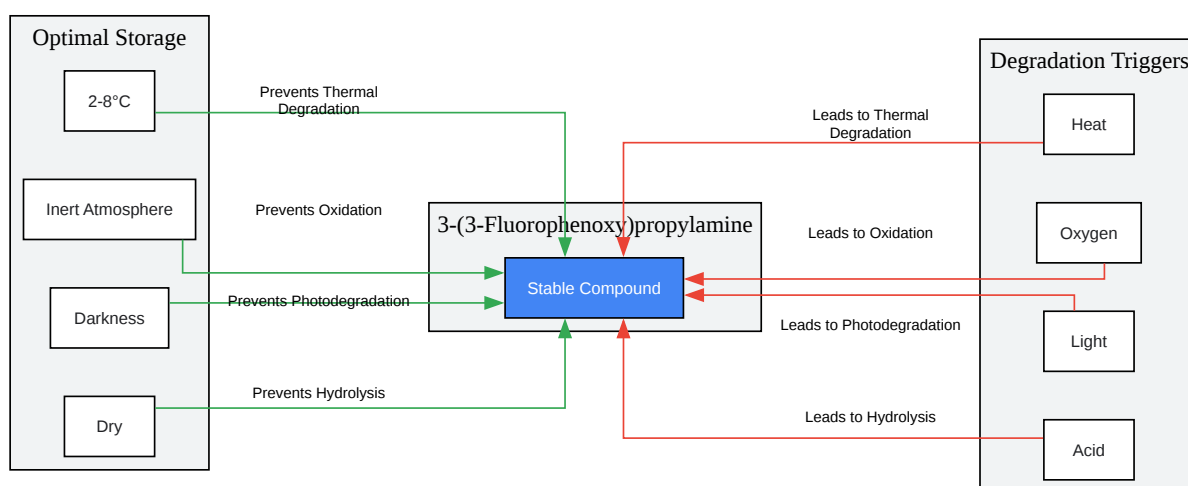 Optimal Storage
2-8°C
Inert Atmosphere
Darkness
Dry
Prevents Thermal
Degradation
Prevents Oxidation
Prevents Photodegradation
Prevents Hydrolysis
3-(3-Fluorophenoxy)propylamine
Stable Compound
Leads to Thermal
Degradation
Leads to Oxidation
Leads to Photodegradation
Leads to Hydrolysis
Degradation Triggers
Heat
Oxygen
Light
Acid